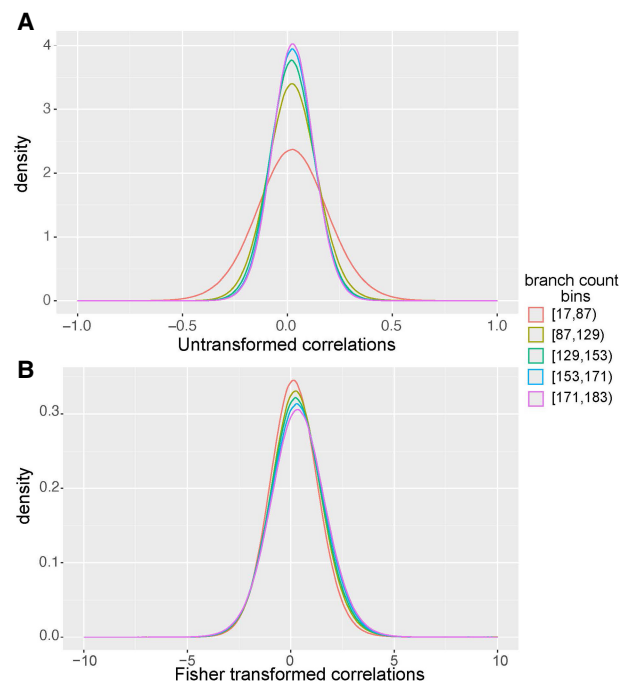 A
4
3
2
1
0
density
−1.0 −0.5 0.0 0.5 1.0
Untransformed correlations
branch count
bins
[17,87)
[87,129)
[129,153)
[153,171)
[171,183)
B
0.3
0.2
0.1
0.0
density
−10 −5 0 5 10
Fisher transformed correlations